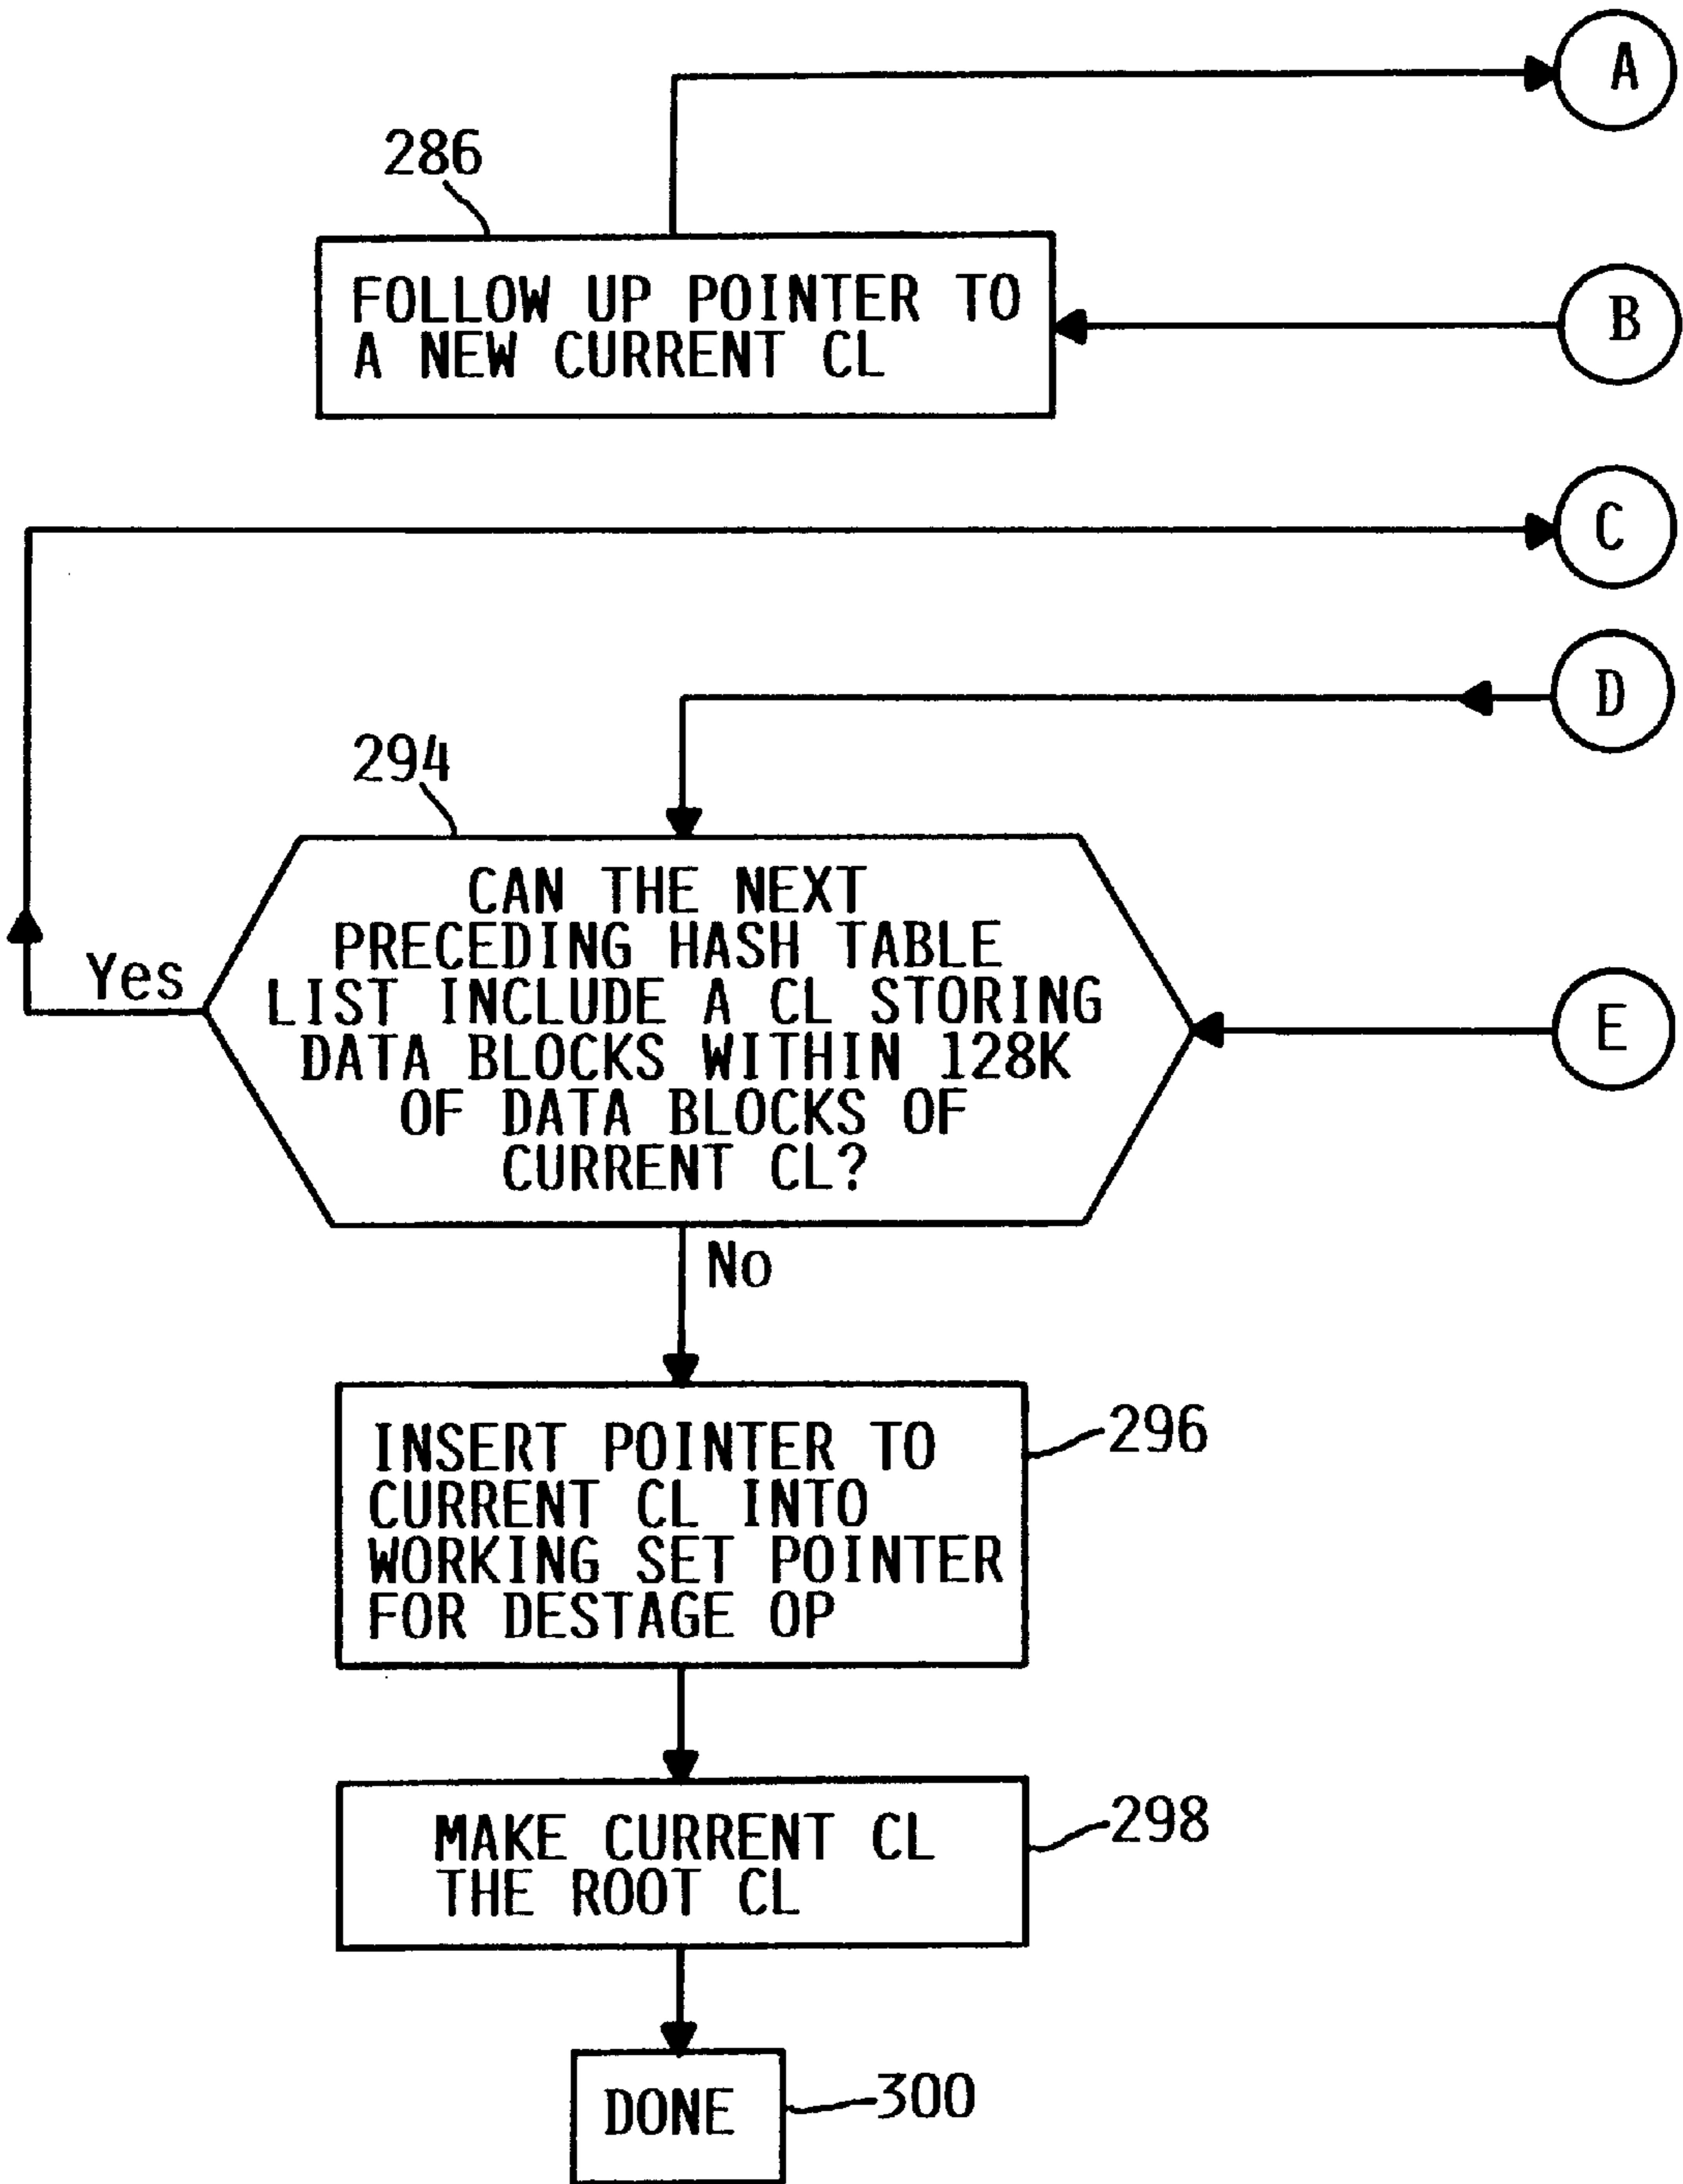 A
286
FOLLOW UP POINTER TO
A NEW CURRENT CL
B
C
D
294
CAN THE NEXT
PRECEDING HASH TABLE
LIST INCLUDE A CL STORING
DATA BLOCKS WITHIN 128K
OF DATA BLOCKS OF
CURRENT CL?
Yes
E
No
INSERT POINTER TO
CURRENT CL INTO
WORKING SET POINTER
FOR DESTAGE OP
296
MAKE CURRENT CL
THE ROOT CL
298
DONE
300